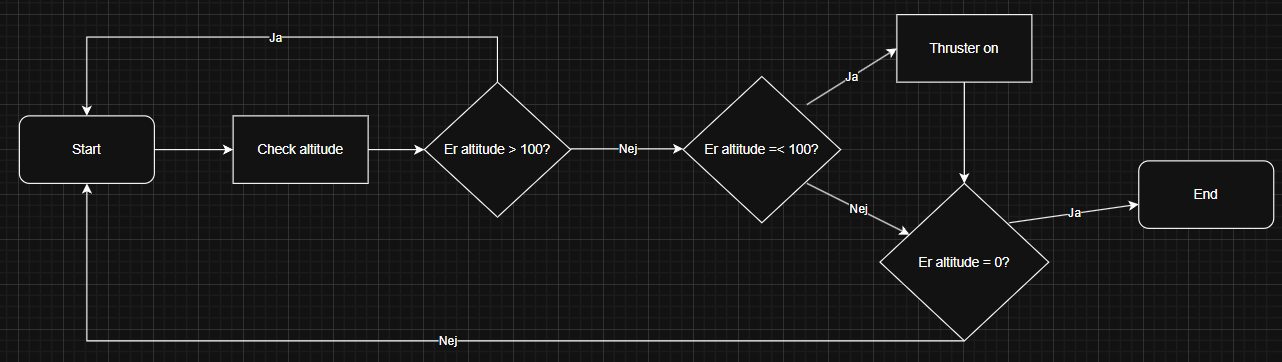 Ja
Thruster on
Ja
Start
Check altitude
Er altitude > 100?
Nej
Er altitude =< 100?
Nej
Ja
End
Er altitude = 0?
Nej